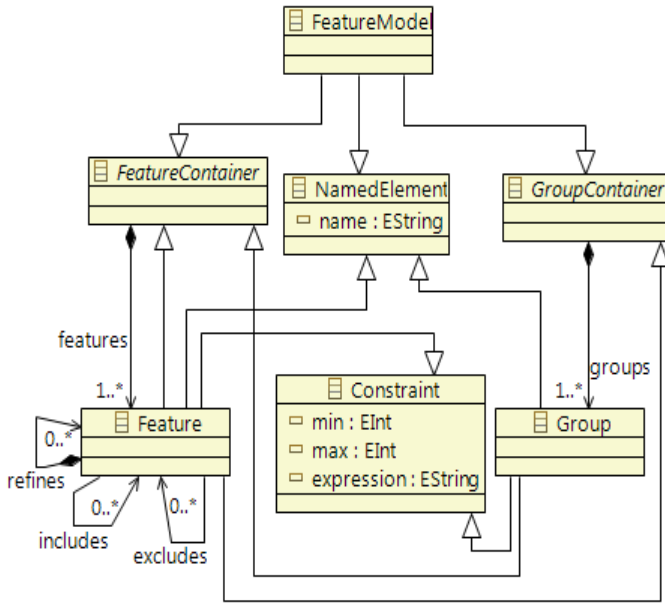 FeatureModel
FeatureContainer
NamedElement
name : EString
GroupContainer
features
1..*
groups
1..*
Constraint
min : EInt
max : EInt
expression : EString
Feature
Group
0..*
refines
0..*
includes
0..*
excludes